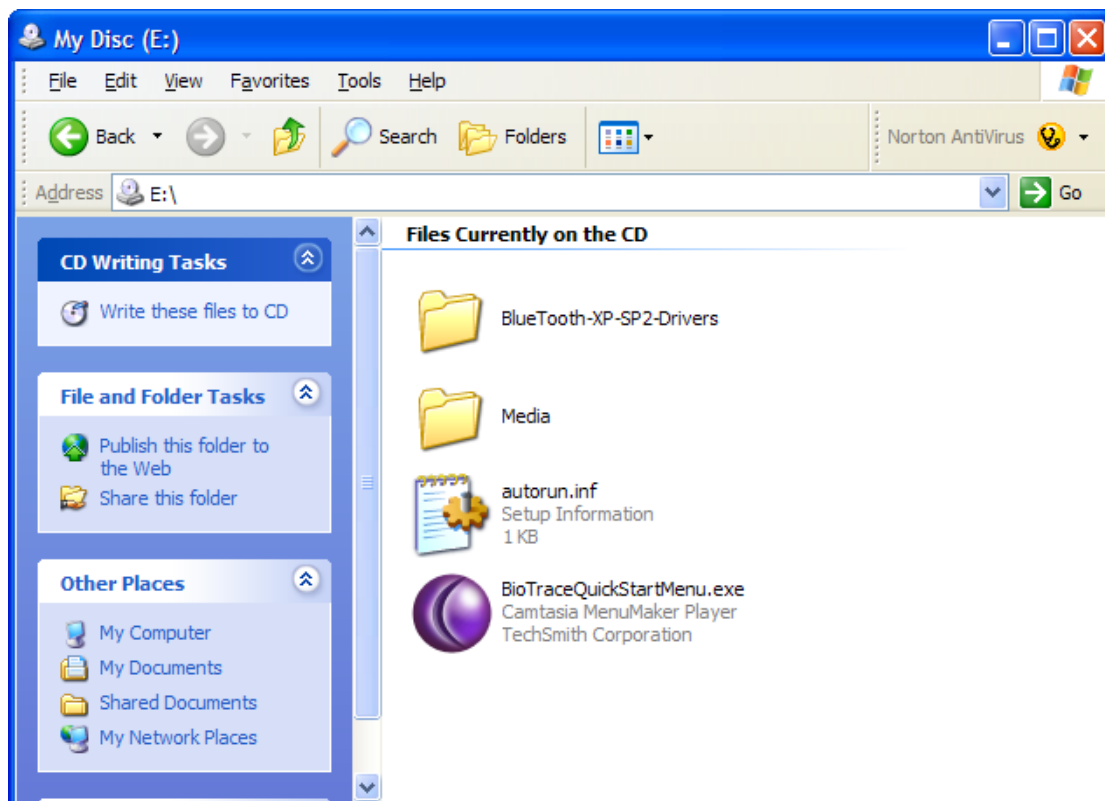 My Disc (E:)
File Edit View Favorites Tools Help
Back Search Folders Norton AntiVirus
Address E:\ Go
CD Writing Tasks
Write these files to CD
File and Folder Tasks
Publish this folder to
the Web
Share this folder
Other Places
My Computer
My Documents
Shared Documents
My Network Places
Files Currently on the CD
BlueTooth-XP-SP2-Drivers
Media
autorun.inf
Setup Information
1 KB
BioTraceQuickStartMenu.exe
Camtasia MenuMaker Player
TechSmith Corporation